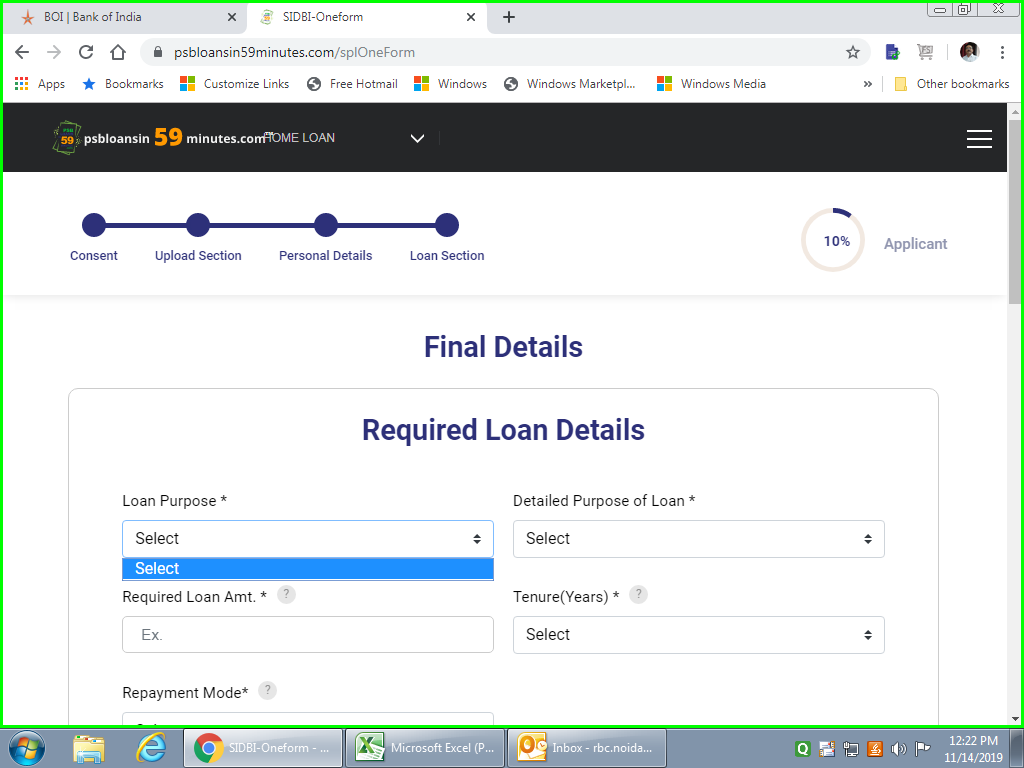 BOI | Bank of India
SIDBI-Oneform
psbloansin59minutes.com/splOneForm
Apps
Bookmarks
Customize Links
Free Hotmail
Windows
Windows Marketpl...
Windows Media
»
Other bookmarks
psbloansin 59 minutes.com
HOME LOAN
Consent
Upload Section
Personal Details
Loan Section
10%
Applicant
Final Details
Required Loan Details
Loan Purpose *
Detailed Purpose of Loan *
Select
Select
Select
Required Loan Amt. * ?
Tenure(Years) * ?
Ex.
Select
Repayment Mode* ?
SIDBI-Oneform - ...
Microsoft Excel (P...
Inbox - rbc.noida...
12:22 PM
11/14/2019